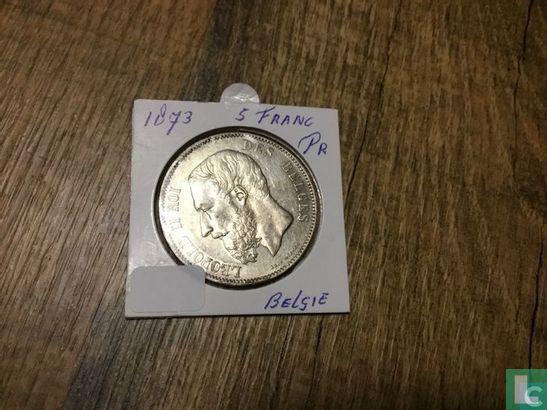 1873 5 FRANC
PR
LEOPOLD II ROI DES BELGES
BELGIE